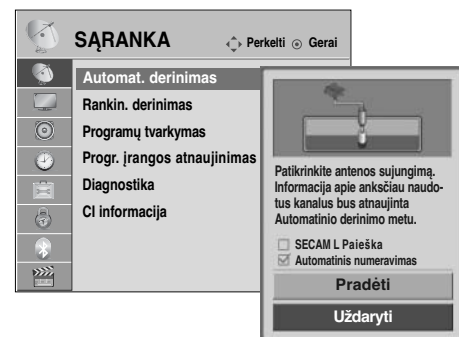 SĄRANKA
Perkelti
Gerai
Automat. derinimas
Rankin. derinimas
Programų tvarkymas
Progr. įrangos atnaujinimas
Diagnostika
CI informacija
Patikrinkite antenos sujungimą.
Informacija apie anksčiau naudo-
tus kanalus bus atnaujinta
Automatinio derinimo metu.
SECAM L Paieška
Automatinis numeravimas
Pradėti
Uždaryti